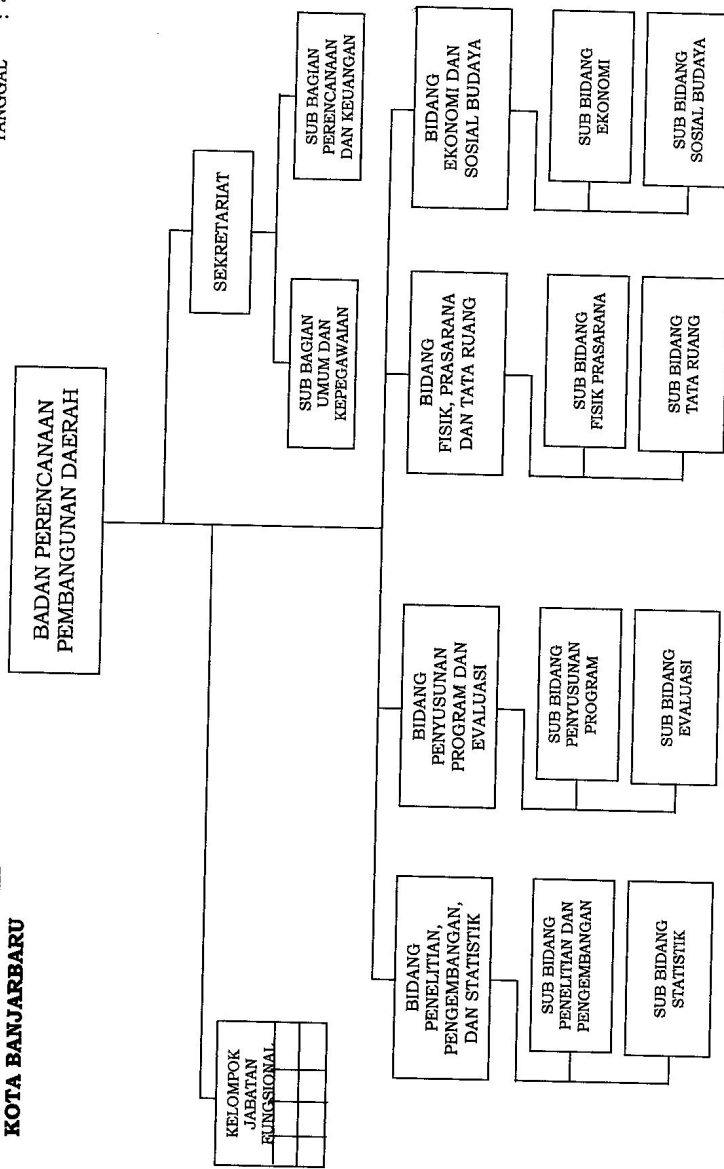 KOTA BANJARBARU
TANGGAL :
BADAN PERENCANAAN
PEMBANGUNAN DAERAH
KELOMPOK
JABATAN
FUNGSIONAL
SEKRETARIAT
SUB BAGIAN
UMUM DAN
KEPEGAWAIAN
SUB BAGIAN
PERENCANAAN
DAN KEUANGAN
BIDANG
PENELITIAN,
PENGEMBANGAN,
DAN STATISTIK
BIDANG
PENYUSUNAN
PROGRAM DAN
EVALUASI
BIDANG
FISIK, PRASARANA
DAN TATA RUANG
BIDANG
EKONOMI DAN
SOSIAL BUDAYA
SUB BIDANG
PENELITIAN DAN
PENGEMBANGAN
SUB BIDANG
PENYUSUNAN
PROGRAM
SUB BIDANG
FISIK PRASARANA
SUB BIDANG
EKONOMI
SUB BIDANG
STATISTIK
SUB BIDANG
EVALUASI
SUB BIDANG
TATA RUANG
SUB BIDANG
SOSIAL BUDAYA